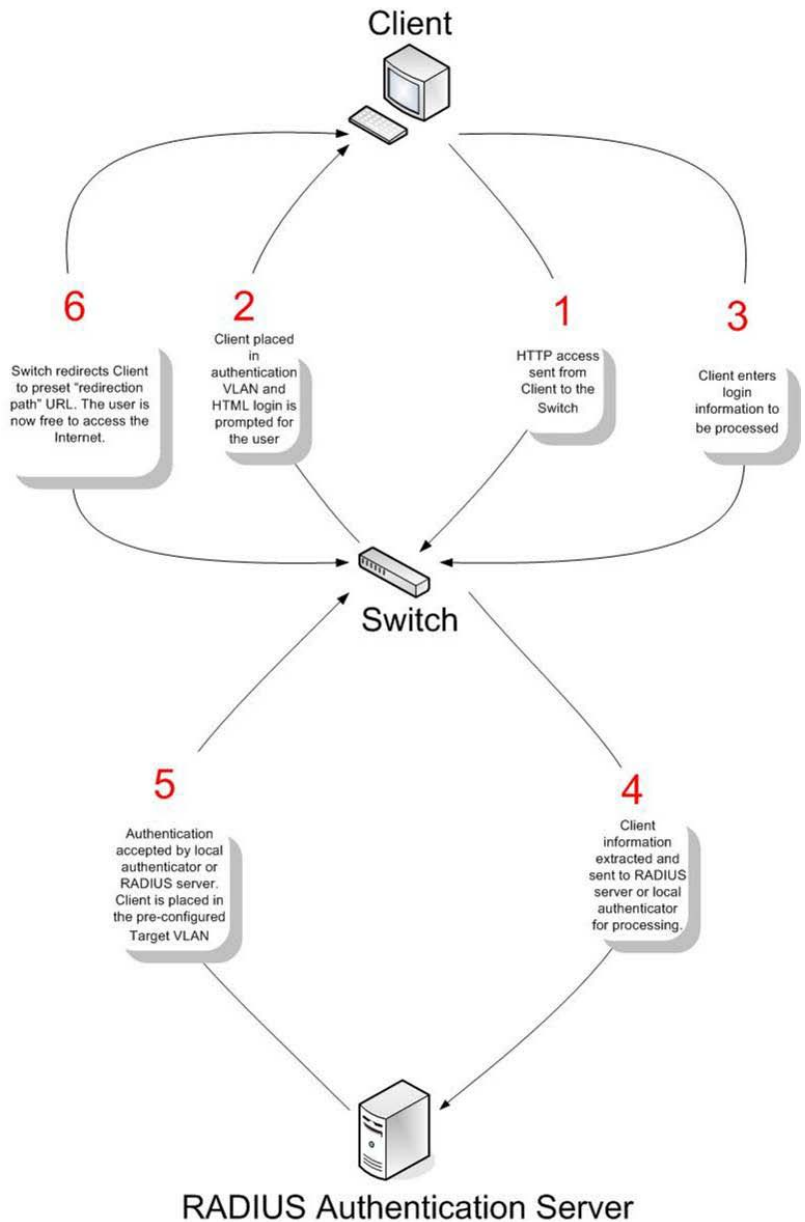 Client
6
Switch redirects Client
to preset “redirection
path” URL. The user is
now free to access the
Internet.
2
Client placed
in
authentication
VLAN and
HTML login is
prompted for
the user
1
HTTP access
sent from
Client to the
Switch
3
Client enters
login
information to
be processed
Switch
5
Authentication
accepted by local
authenticator or
RADIUS server.
Client is placed in
the pre-configured
Target VLAN
4
Client
information
extracted and
sent to RADIUS
server or local
authenticator
for processing.
RADIUS Authentication Server